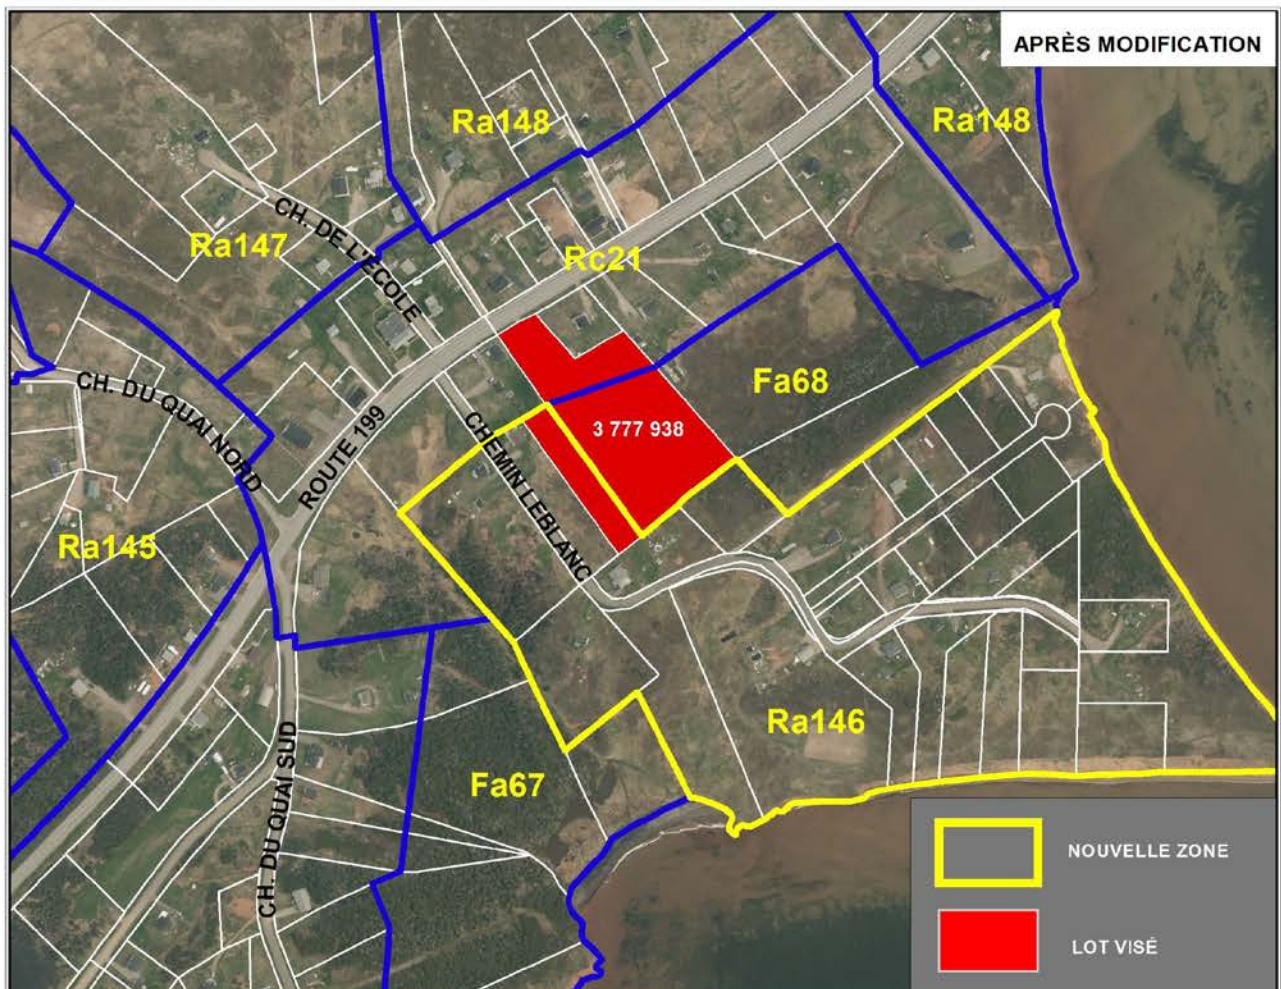 APRÈS MODIFICATION
Ra148
Ra148
CH. DE L'ÉCOLE
Ra147
Rc21
CH. DU QUAI NORD
Fa68
ROUTE 199
CHEMIN LEBLANC
3 777 938
Ra145
Ra146
Fa67
CH. DU QUAI SUD
NOUVELLE ZONE
LOT VISÉ